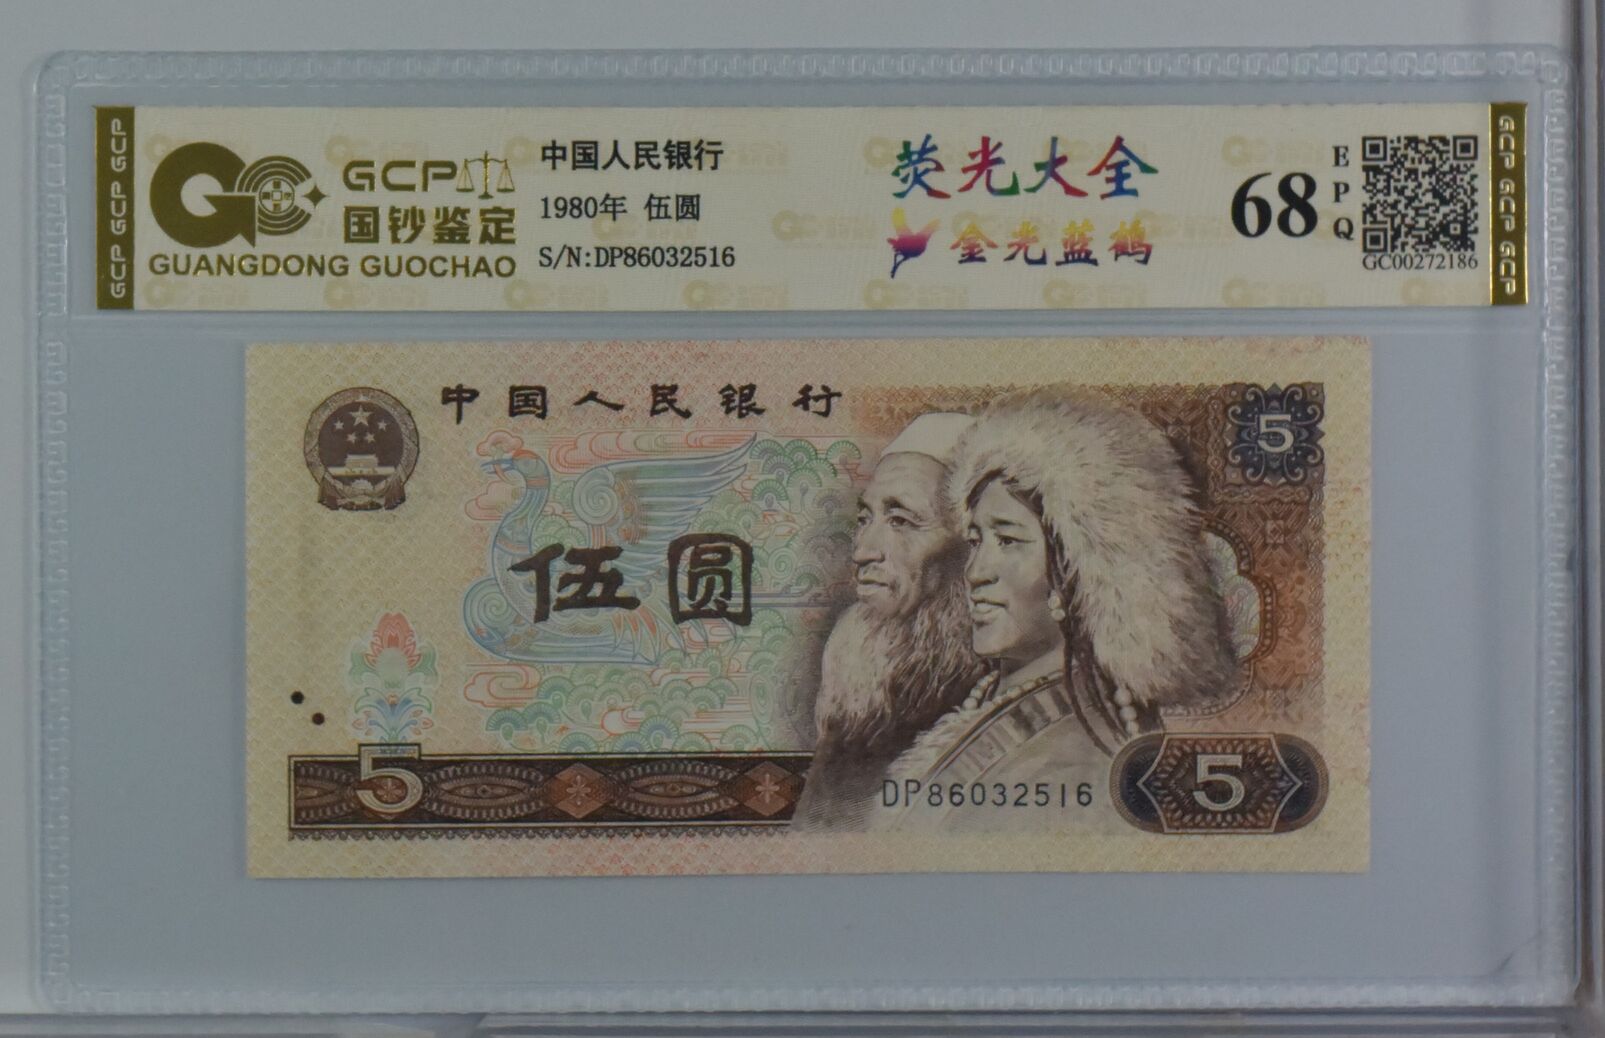 GCP GCP GCP
GCP
国钞鉴定
GUANGDONG GUOCHAO
中国人民银行
1980年 伍圆
S/N:DP86032516
荧光大全
金光蓝鹤
68
EPQ
GC00272186
GCP GCP GCP
中国人民银行
5
伍圆
5
DP86032516
5